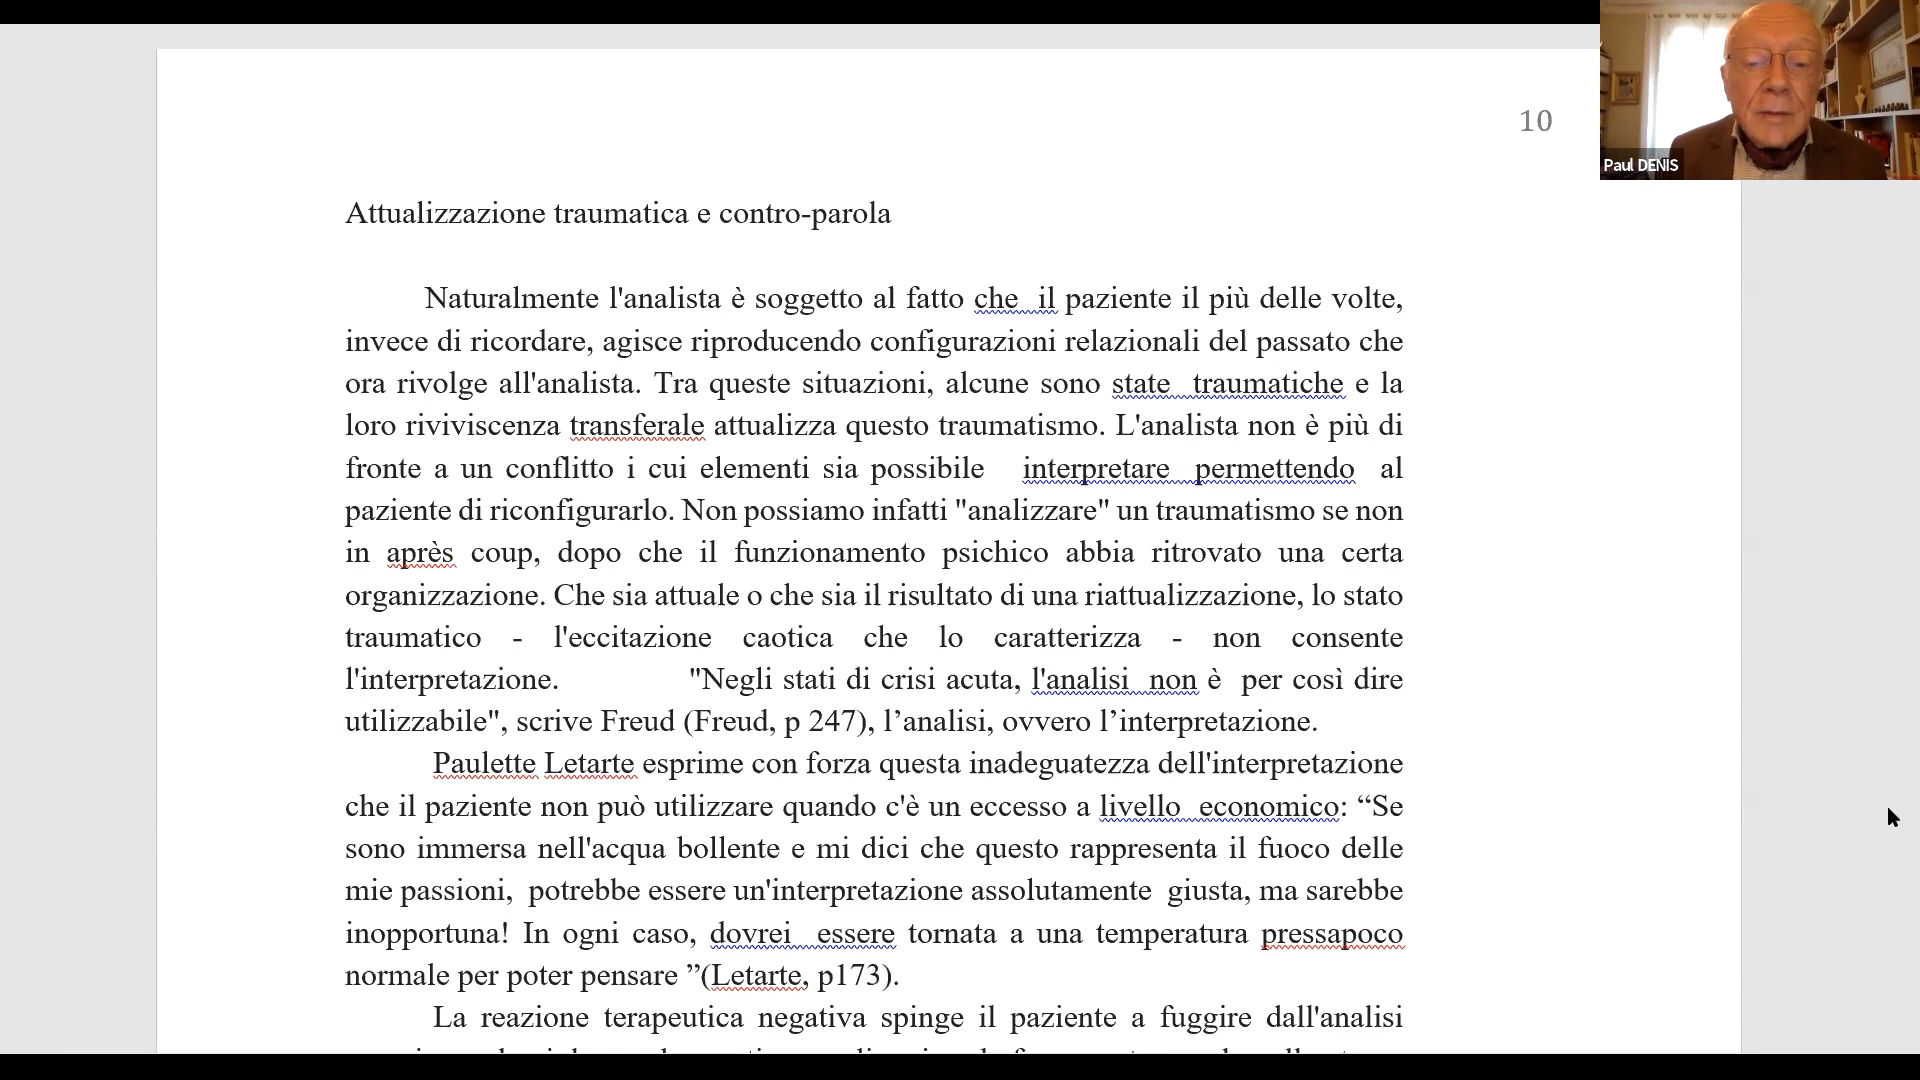 10
Paul DENIS
Attualizzazione traumatica e contro-parola
Naturalmente l'analista è soggetto al fatto che  il paziente il più delle volte,
invece di ricordare, agisce riproducendo configurazioni relazionali del passato che
ora rivolge all'analista. Tra queste situazioni, alcune sono state  traumatiche e la
loro riviviscenza transferale attualizza questo traumatismo. L'analista non è più di
fronte a un conflitto i cui elementi sia possibile  interpretare  permettendo  al
paziente di riconfigurarlo. Non possiamo infatti "analizzare" un traumatismo se non
in après coup, dopo che il funzionamento psichico abbia ritrovato una certa
organizzazione. Che sia attuale o che sia il risultato di una riattualizzazione, lo stato
traumatico - l'eccitazione caotica che lo caratterizza - non consente
l'interpretazione. "Negli stati di crisi acuta, l'analisi  non è  per così dire
utilizzabile", scrive Freud (Freud, p 247), l’analisi, ovvero l’interpretazione.
Paulette Letarte esprime con forza questa inadeguatezza dell'interpretazione
che il paziente non può utilizzare quando c'è un eccesso a livello  economico: “Se
sono immersa nell'acqua bollente e mi dici che questo rappresenta il fuoco delle
mie passioni,  potrebbe essere un'interpretazione assolutamente  giusta, ma sarebbe
inopportuna! In ogni caso, dovrei  essere tornata a una temperatura pressapoco
normale per poter pensare ”(Letarte, p173).
La reazione terapeutica negativa spinge il paziente a fuggire dall'analisi